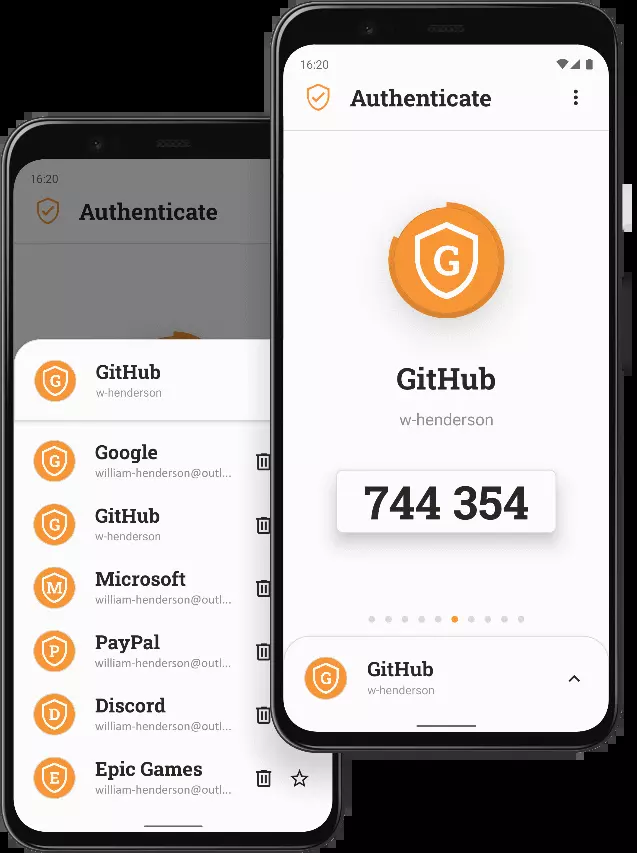 16:20
Authenticate
GitHub
w-henderson
Google
william-henderson@outl...
GitHub
w-henderson
Microsoft
william-henderson@outl...
PayPal
william-henderson@outl...
Discord
william-henderson@outl...
Epic Games
william-henderson@outl...
G
G
G
M
P
D
E
16:20
Authenticate
G
GitHub
w-henderson
744 354
G
GitHub
w-henderson